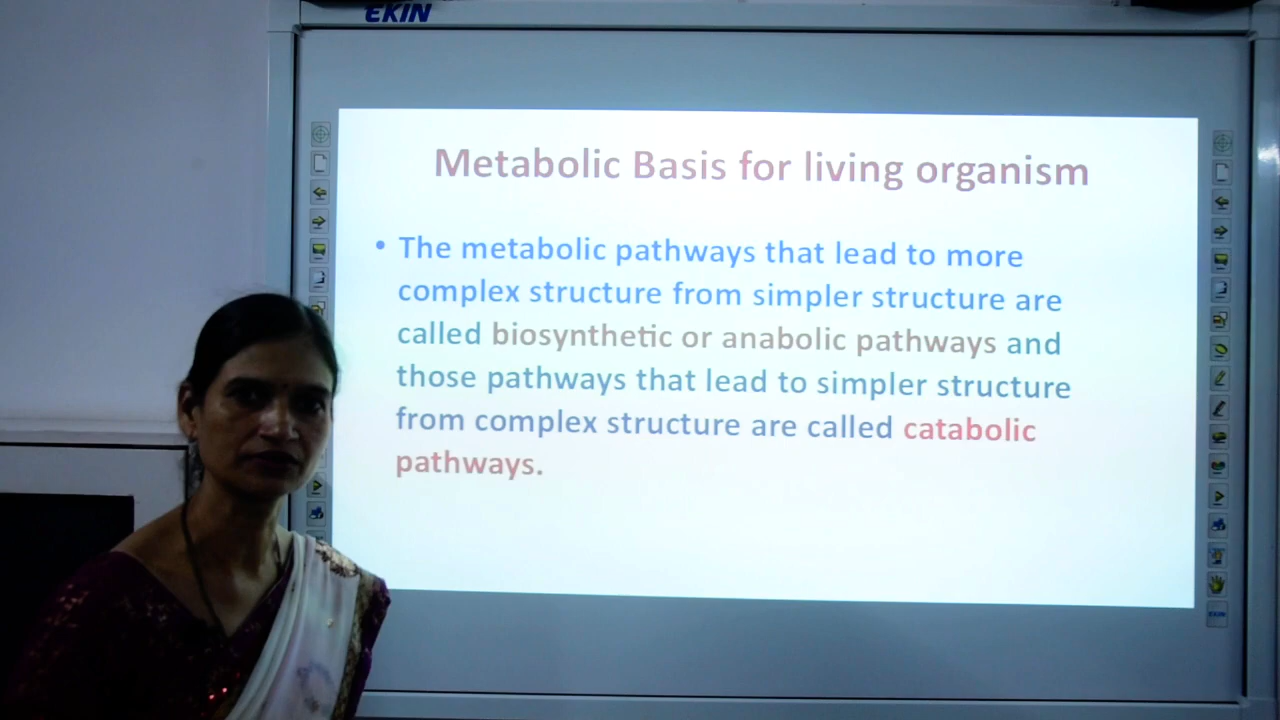 EKIN
Metabolic Basis for living organism
• The metabolic pathways that lead to more
complex structure from simpler structure are
called biosynthetic or anabolic pathways and
those pathways that lead to simpler structure
from complex structure are called catabolic
pathways.
EKIN